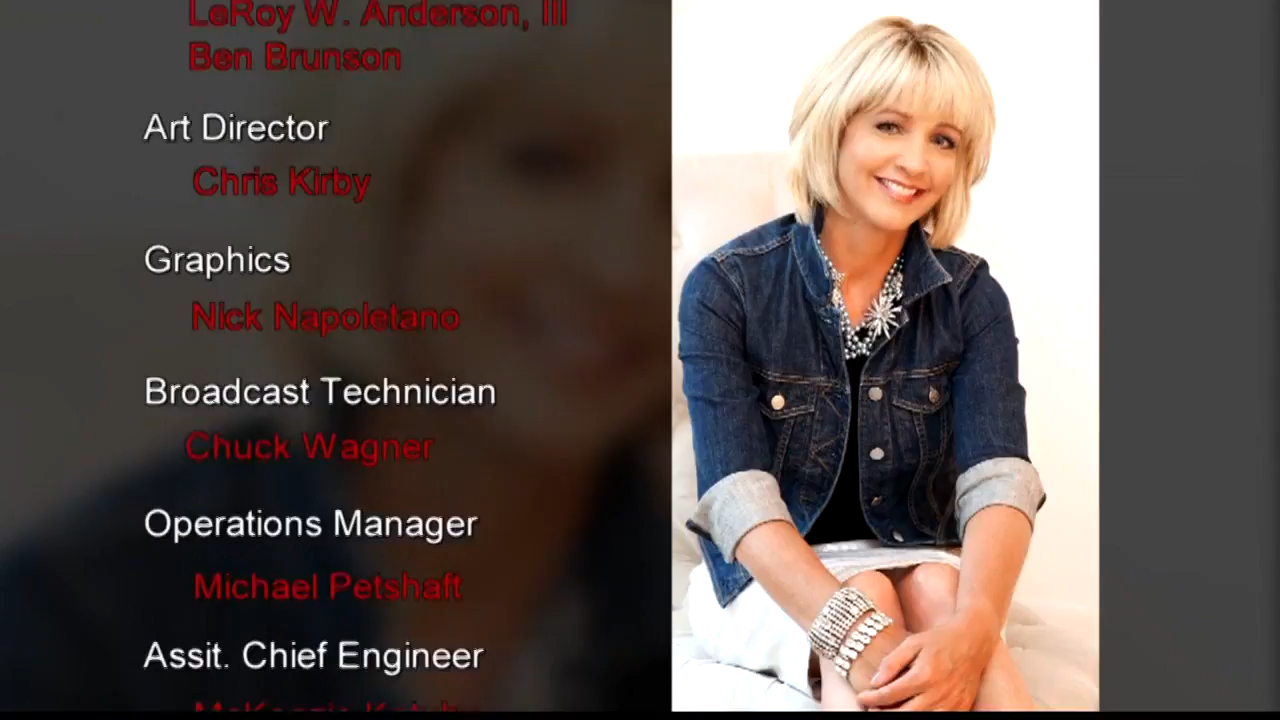 LeRoy W. Anderson, III
Ben Brunson
Art Director
Chris Kirby
Graphics
Nick Napoletano
Broadcast Technician
Chuck Wagner
Operations Manager
Michael Petshaft
Assit. Chief Engineer
McKenzie